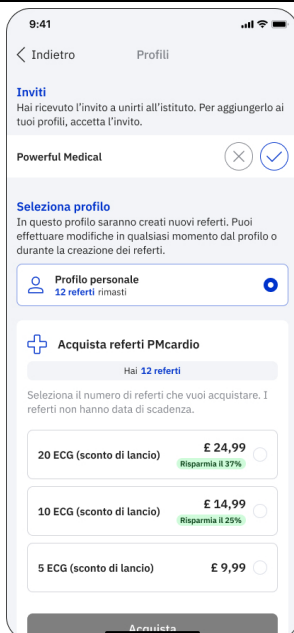 9:41
Indietro
Profili
Inviti
Hai ricevuto l'invito a unirti all'istituto. Per aggiungerlo ai
tuoi profili, accetta l'invito.
Powerful Medical
Seleziona profilo
In questo profilo saranno creati nuovi referti. Puoi
effettuare modifiche in qualsiasi momento dal profilo o
durante la creazione dei referti.
Profilo personale
12 referti rimasti
Acquista referti PMcardio
Hai 12 referti
Seleziona il numero di referti che vuoi acquistare. I
referti non hanno data di scadenza.
20 ECG (sconto di lancio)
£ 24,99
Risparmia il 37%
10 ECG (sconto di lancio)
£ 14,99
Risparmia il 25%
5 ECG (sconto di lancio)
£ 9,99
Acquista